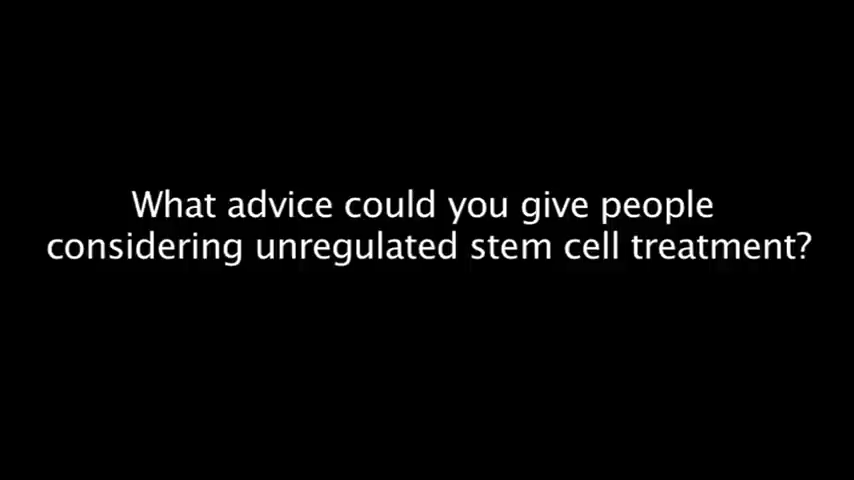 What advice could you give people
considering unregulated stem cell treatment?